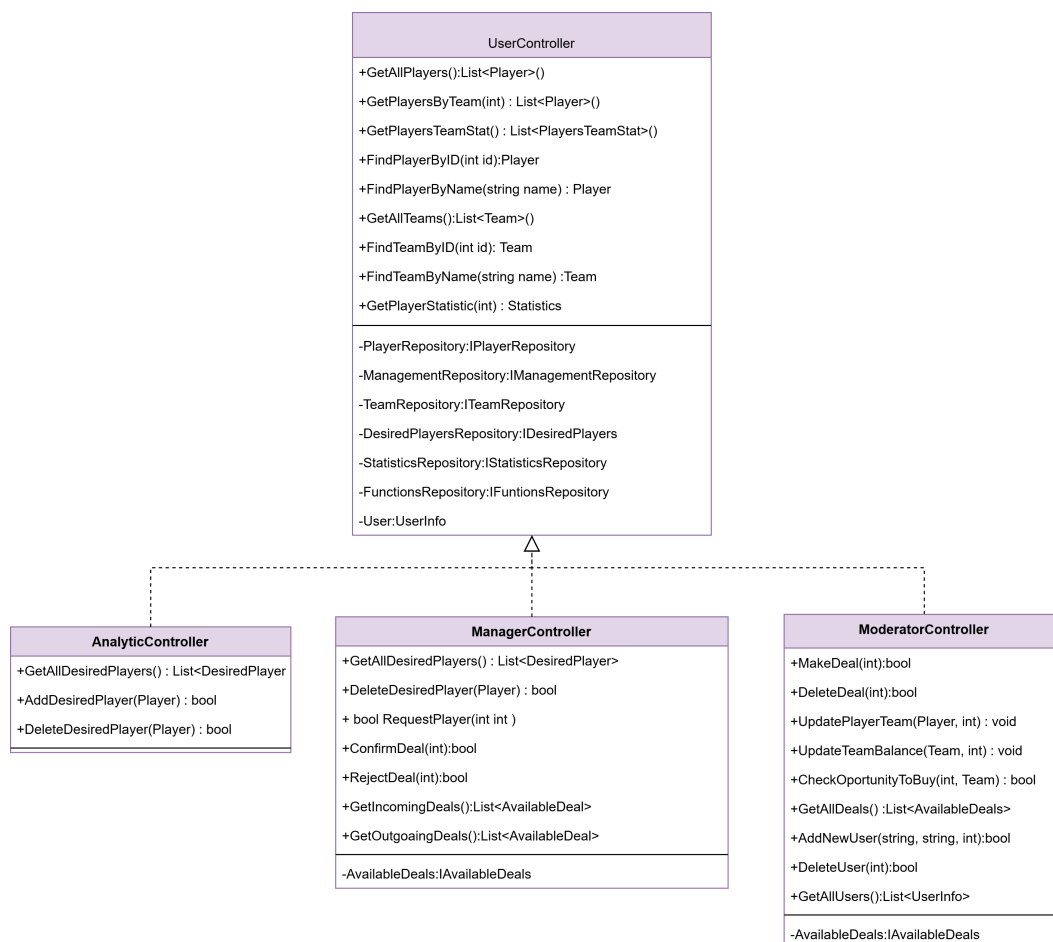 UserController
+GetAllPlayers():List<Player>()
+GetPlayersByTeam(int) : List<Player>()
+GetPlayersTeamStat() : List<PlayersTeamStat>()
+FindPlayerByID(int id):Player
+FindPlayerByName(string name) : Player
+GetAllTeams():List<Team>()
+FindTeamByID(int id): Team
+FindTeamByName(string name) :Team
+GetPlayerStatistic(int) : Statistics
-PlayerRepository:IPlayerRepository
-ManagementRepository:IManagementRepository
-TeamRepository:ITeamRepository
-DesiredPlayersRepository:IDesiredPlayers
-StatisticsRepository:IStatisticsRepository
-FunctionsRepository:IFuntionsRepository
-User:UserInfo
AnalyticController
+GetAllDesiredPlayers() : List<DesiredPlayer
+AddDesiredPlayer(Player) : bool
+DeleteDesiredPlayer(Player) : bool
ManagerController
+GetAllDesiredPlayers() : List<DesiredPlayer>
+DeleteDesiredPlayer(Player) : bool
+ bool RequestPlayer(int int )
+ConfirmDeal(int):bool
+RejectDeal(int):bool
+GetIncomingDeals():List<AvailableDeal>
+GetOutgoaingDeals():List<AvailableDeal>
-AvailableDeals:IAvailableDeals
ModeratorController
+MakeDeal(int):bool
+DeleteDeal(int):bool
+UpdatePlayerTeam(Player, int) : void
+UpdateTeamBalance(Team, int) : void
+CheckOportunityToBuy(int, Team) : bool
+GetAllDeals() :List<AvailableDeals>
+AddNewUser(string, string, int):bool
+DeleteUser(int):bool
+GetAllUsers():List<UserInfo>
-AvailableDeals:IAvailableDeals